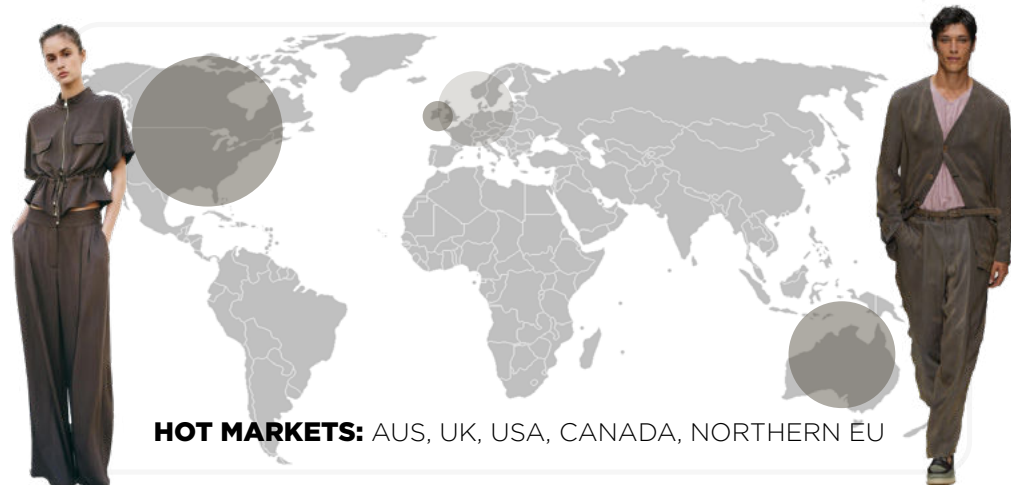 HOT MARKETS: AUS, UK, USA, CANADA, NORTHERN EU